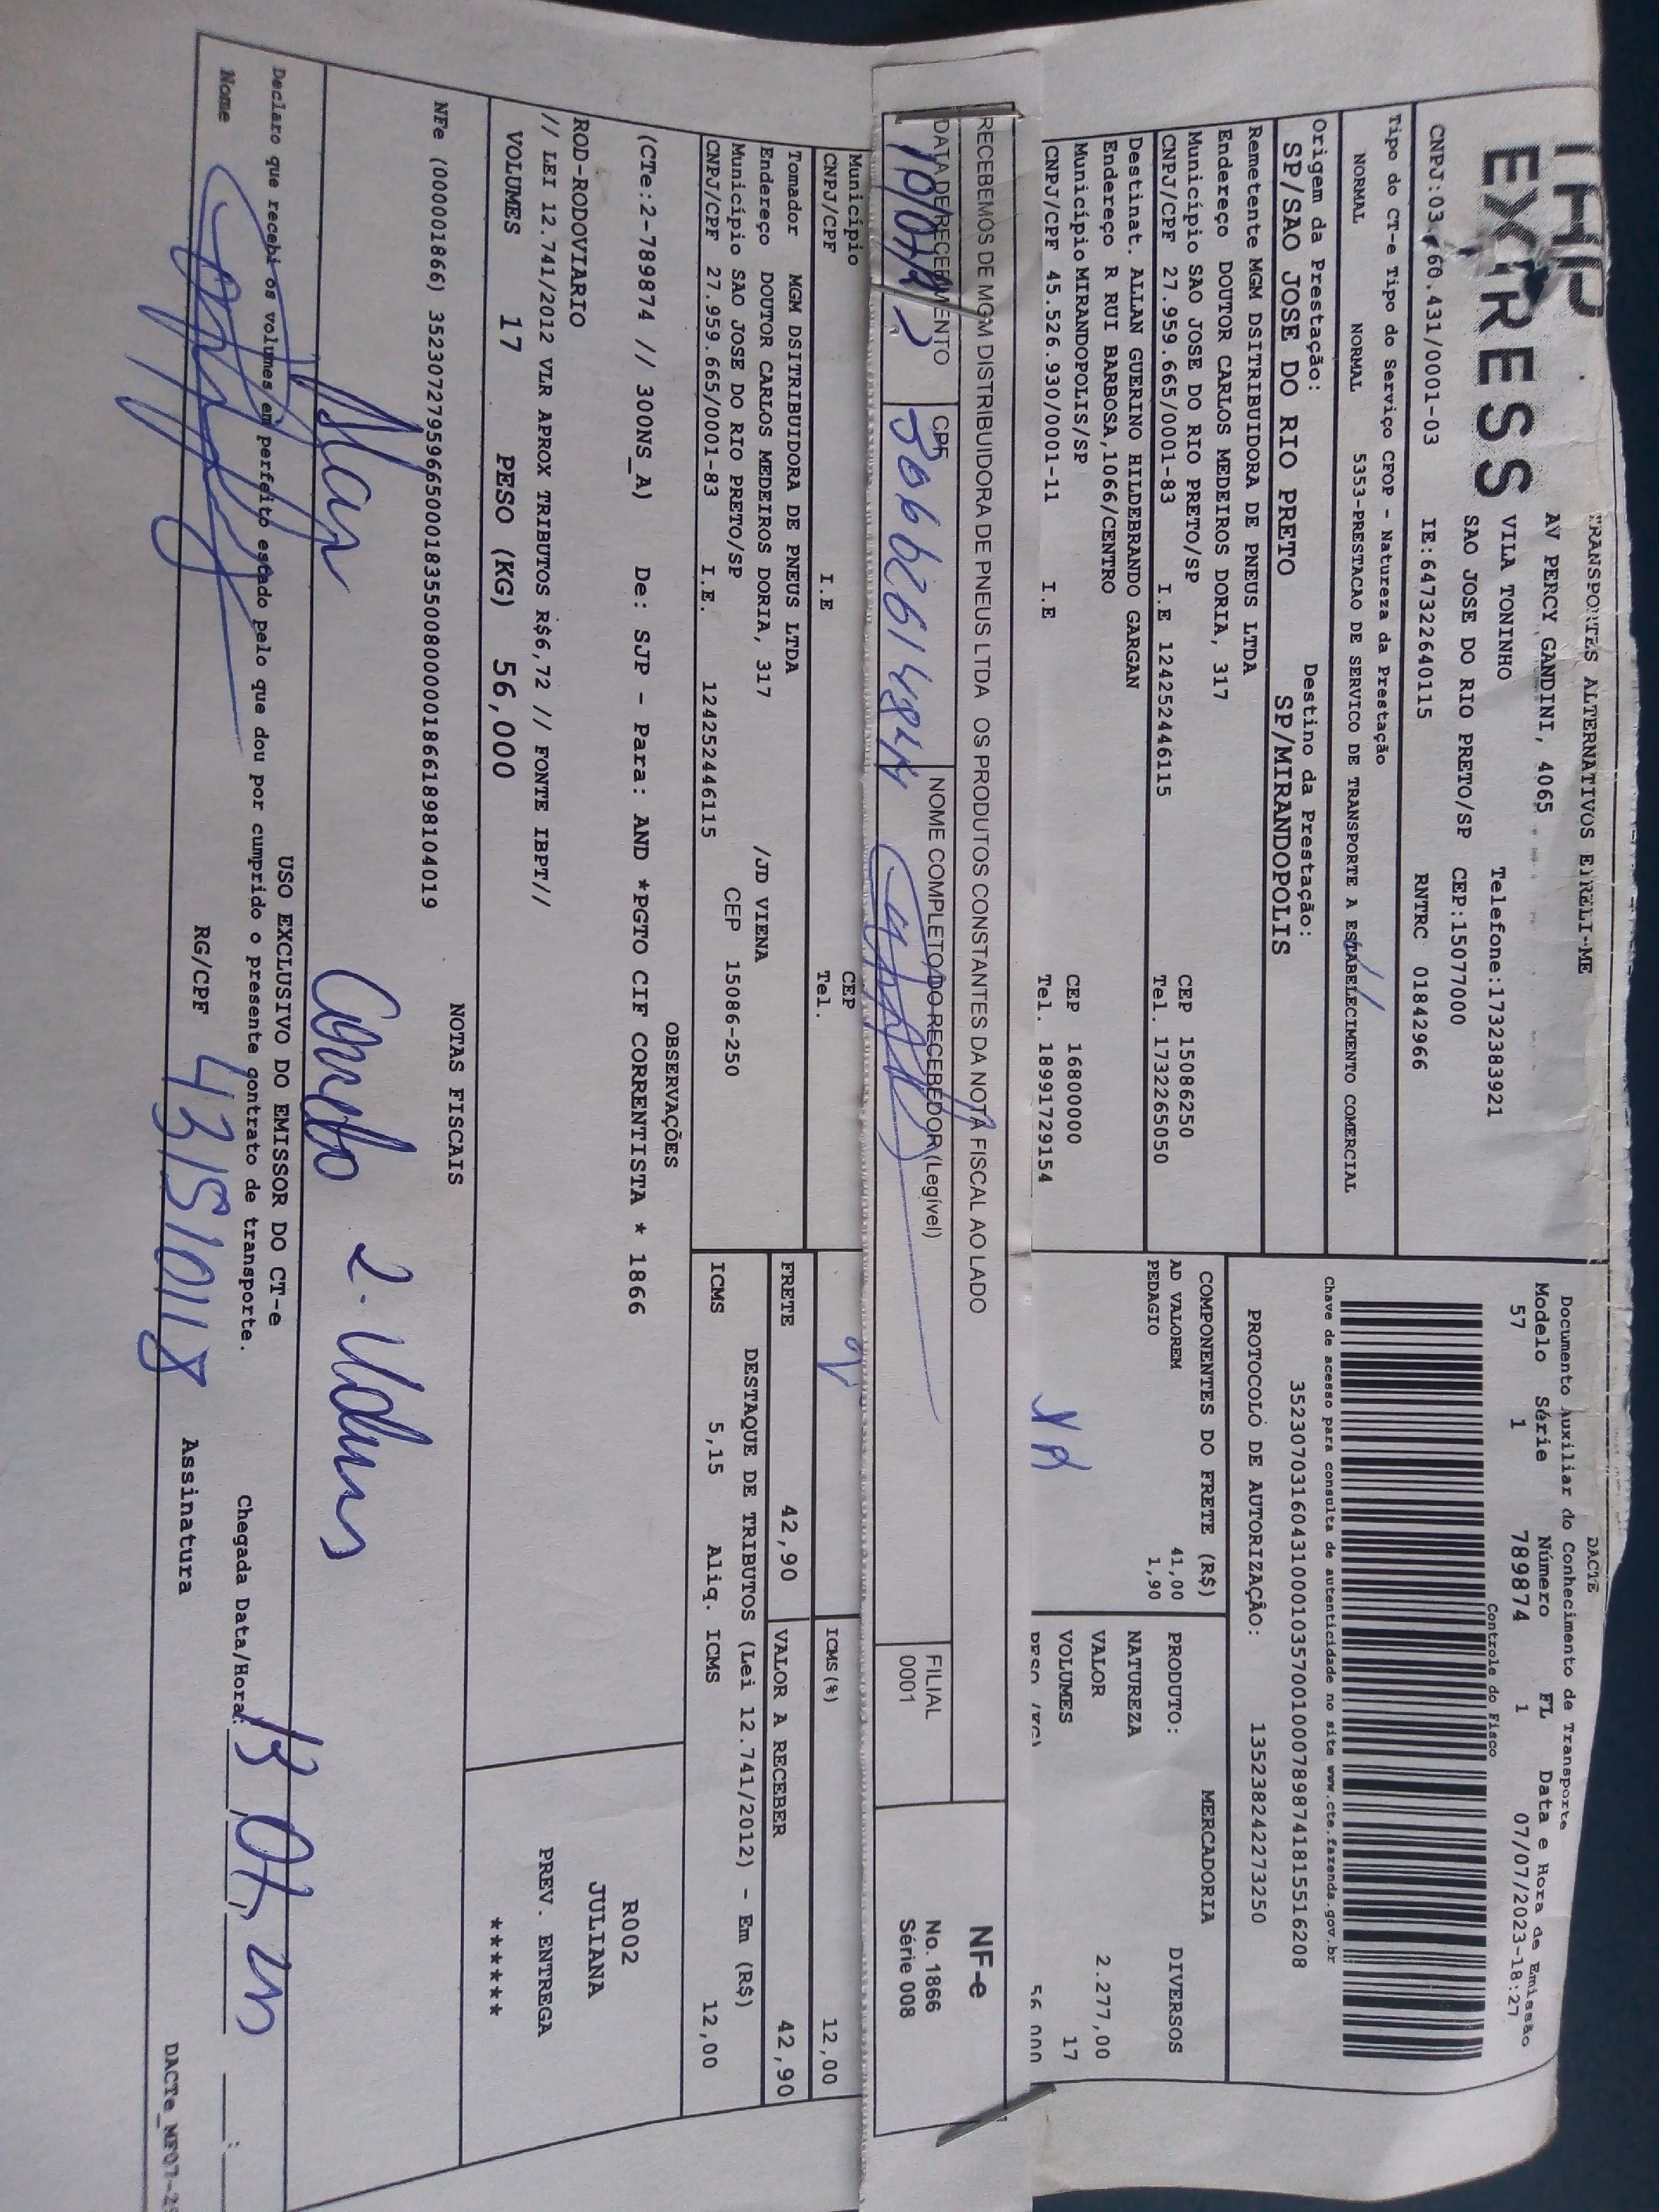 THP
EXPRESS
TRANSPORTES ALTERNATIVOS EIRELI-ME
AV PERCY GANDINI, 4065
VILA TONINHO Telefone:1732383921
SAO JOSE DO RIO PRETO/SP CEP:15077000
CNPJ:03 60.431/0001-03 IE:647322640115 RNTRC 01842966
Tipo do CT-e Tipo do Serviço CFOP - Natureza da Prestação
NORMAL NORMAL 5353-PRESTACAO DE SERVICO DE TRANSPORTE A ESTABELECIMENTO COMERCIAL
Origem da Prestação: Destino da Prestação:
SP/SAO JOSE DO RIO PRETO SP/MIRANDOPOLIS
DACTE
Documento Auxiliar do Conhecimento de Transporte
Modelo Série Número FL Data e Hora de Emissão
57 1 789874 1 07/07/2023-18:27
Controle do Fisco
Chave de acesso para consulta de autenticidade no site www.cte.fazenda.gov.br
35230703160431000103570010007898741815516208
PROTOCOLO DE AUTORIZAÇÃO: 135238242273250
Remetente MGM DSITRIBUIDORA DE PNEUS LTDA
Endereço DOUTOR CARLOS MEDEIROS DORIA, 317
Município SAO JOSE DO RIO PRETO/SP CEP 15086250
CNPJ/CPF 27.959.665/0001-83 I.E 124252446115 Tel. 1732265050
Destinat. ALLAN GUERINO HILDEBRANDO GARGAN
Endereço R RUI BARBOSA,1066/CENTRO
Município MIRANDOPOLIS/SP CEP 16800000
CNPJ/CPF 45.526.930/0001-11 I.E Tel. 18991729154
COMPONENTES DO FRETE (R$)
AD VALOREM 41,00
PEDAGIO 1,90
MERCADORIA
PRODUTO: DIVERSOS
NATUREZA
VALOR 2.277,00
VOLUMES 17
PESO (KG) 56,000
RECEBEMOS DE MGM DISTRIBUIDORA DE PNEUS LTDA OS PRODUTOS CONSTANTES DA NOTA FISCAL AO LADO
DATA DE RECEBIMENTO CPF NOME COMPLETO DO RECEBEDOR (Legível) FILIAL
0001
NF-e
No. 1866
Série 008
Município CEP
CNPJ/CPF I.E Tel.
ICMS(%) 12,00
Tomador MGM DSITRIBUIDORA DE PNEUS LTDA
Endereço DOUTOR CARLOS MEDEIROS DORIA, 317 /JD VIENA
Município SAO JOSE DO RIO PRETO/SP CEP 15086-250
CNPJ/CPF 27.959.665/0001-83 I.E. 124252446115
FRETE 42,90 VALOR A RECEBER 42,90
DESTAQUE DE TRIBUTOS (Lei 12.741/2012) - Em (R$)
ICMS 5,15 Aliq. ICMS 12,00
OBSERVAÇÕES
(CTe:2-789874 // 300NS_A) De: SJP - Para: AND *PGTO CIF CORRENTISTA * 1866
ROD-RODOVIARIO
// LEI 12.741/2012 VLR APROX TRIBUTOS R$6,72 // FONTE IBPT//
VOLUMES 17 PESO (KG) 56,000
R002
JULIANA
PREV. ENTREGA
******
NOTAS FISCAIS
NFe (000001866) 35230727959665000183550080000018661898104019
USO EXCLUSIVO DO EMISSOR DO CT-e
Declaro que recebi os volumes em perfeito estado pelo que dou por cumprido o presente contrato de transporte.
Chegada Data/Hora:
Nome RG/CPF 431510118 Assinatura